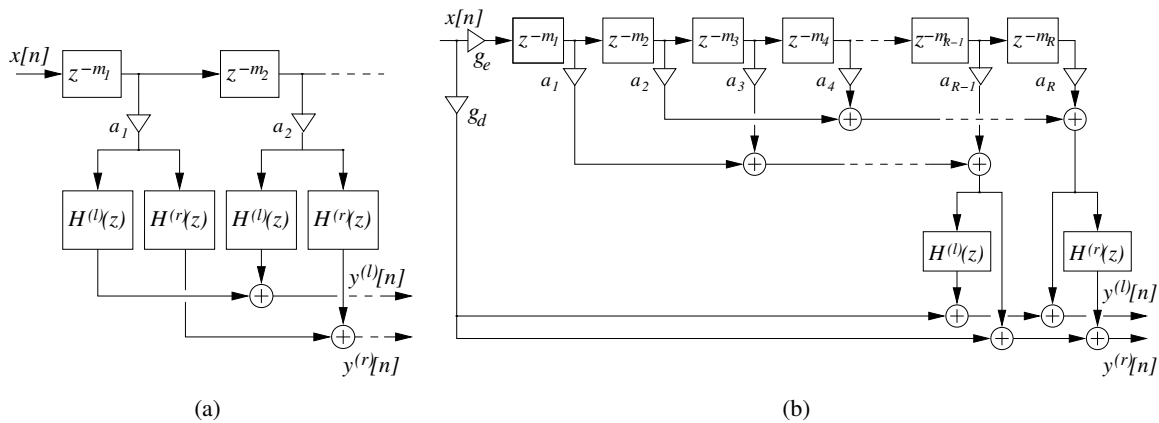 x[n]
z^{-m_1}
z^{-m_2}
a_1
a_2
H^{(l)}(z)
H^{(r)}(z)
H^{(l)}(z)
H^{(r)}(z)
y^{(l)}[n]
y^{(r)}[n]
(a)
x[n]
g_e
g_d
z^{-m_1}
z^{-m_2}
z^{-m_3}
z^{-m_4}
z^{-m_{R-1}}
z^{-m_R}
a_1
a_2
a_3
a_4
a_{R-1}
a_R
H^{(l)}(z)
H^{(r)}(z)
y^{(l)}[n]
y^{(r)}[n]
(b)